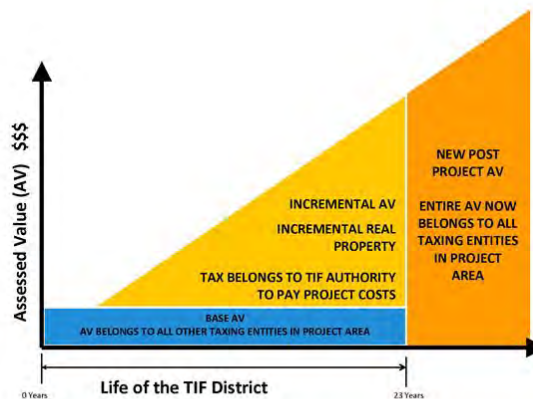 Assessed Value (AV) $$$
INCREMENTAL AV
INCREMENTAL REAL
PROPERTY
TAX BELONGS TO TIF AUTHORITY
TO PAY PROJECT COSTS
BASE AV
AV BELONGS TO ALL OTHER TAXING ENTITIES IN PROJECT AREA
NEW POST
PROJECT AV
ENTIRE AV NOW
BELONGS TO ALL
TAXING ENTITIES
IN PROJECT
AREA
Life of the TIF District
0 Years
23 Years